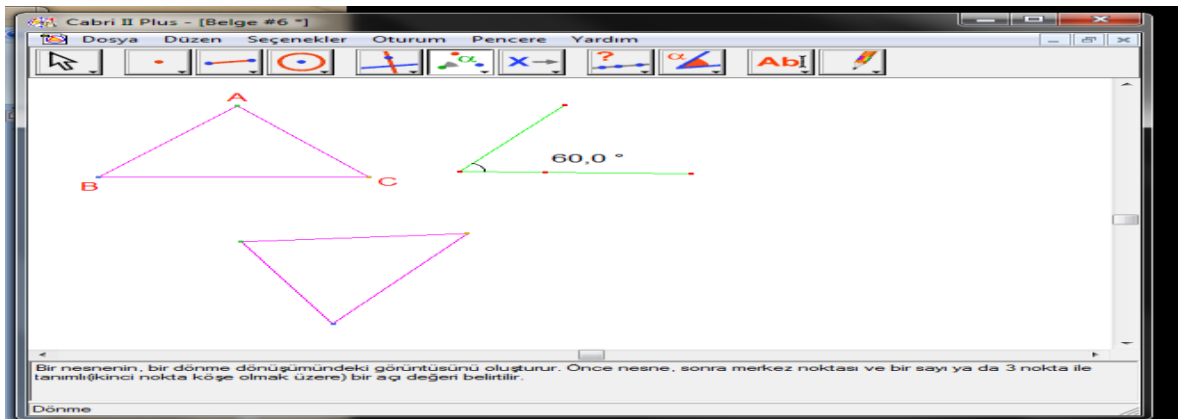 Cabri II Plus - [Belge #6 *]
Dosya Düzen Seçenekler Oturum Pencere Yardım
? α Ab
A
60,0 °
B C
Bir nesnenin, bir dönme dönüşümündeki görüntüsünü oluşturur. Önce nesne, sonra merkez noktası ve bir sayı ya da 3 nokta ile
tanımlı(ikinci nokta köşe olmak üzere) bir açı değeri belirtilir.
Dönme